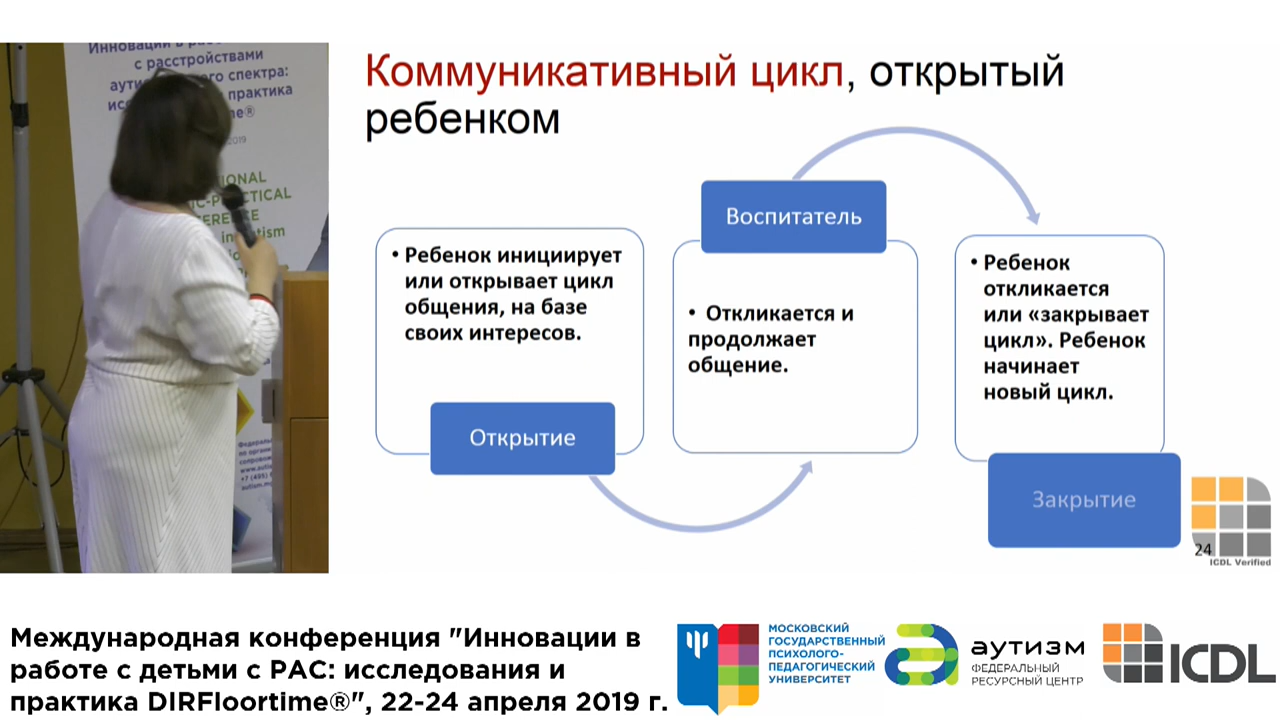 Коммуникативный цикл, открытый
ребенком
• Ребенок инициирует
или открывает цикл
общения, на базе
своих интересов.
Открытие
Воспитатель
• Откликается и
продолжает
общение.
• Ребенок
откликается
или «закрывает
цикл». Ребенок
начинает
новый цикл.
Закрытие
24
ICDL Verified
с расстройствами
спектра:
практика
2019
in
Международная конференция "Инновации в
работе с детьми с РАС: исследования и
практика DIRFloortime®", 22-24 апреля 2019 г.
МОСКОВСКИЙ
ГОСУДАРСТВЕННЫЙ
ПСИХОЛОГО-
ПЕДАГОГИЧЕСКИЙ
УНИВЕРСИТЕТ
аутизм
ФЕДЕРАЛЬНЫЙ
РЕСУРСНЫЙ ЦЕНТР
ICDL